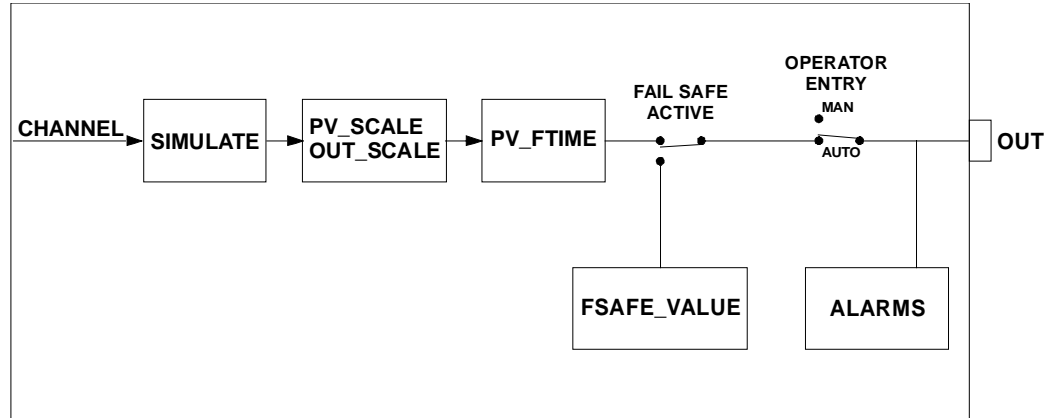 OPERATOR
ENTRY
FAIL SAFE
ACTIVE
MAN
CHANNEL
SIMULATE
PV_SCALE
OUT_SCALE
PV_FTIME
AUTO
OUT
FSAFE_VALUE
ALARMS